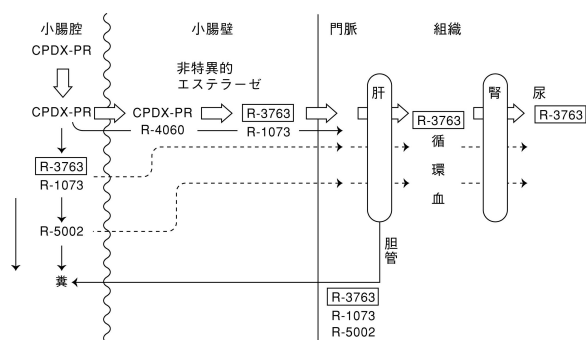 小腸腔
小腸壁
門脈
組織
CPDX-PR
非特異的
エステラーゼ
肝
腎
尿
CPDX-PR
CPDX-PR
R-3763
R-3763
R-3763
R-4060
R-1073
循
環
血
R-3763
R-1073
R-5002
胆
管
糞
R-3763
R-1073
R-5002